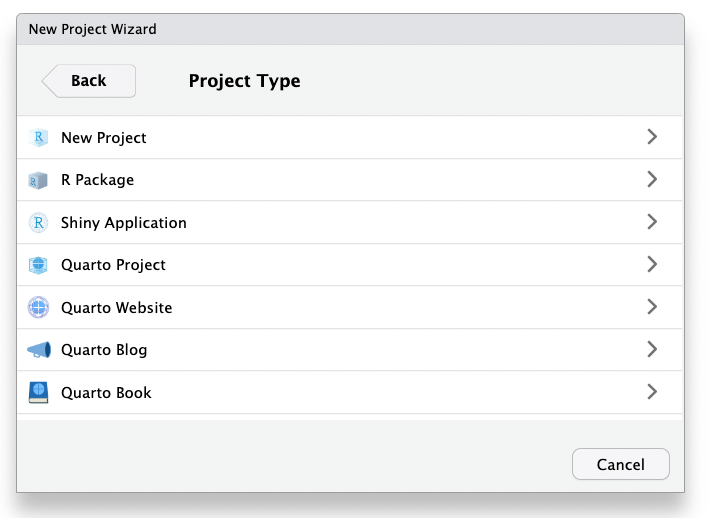 New Project Wizard
Back
Project Type
R New Project
R R Package
R Shiny Application
Quarto Project
Quarto Website
Quarto Blog
Quarto Book
Cancel